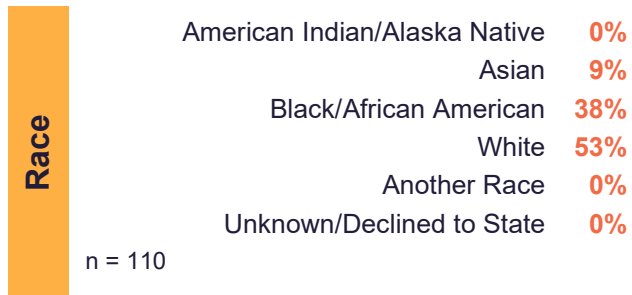 Race
American Indian/Alaska Native 0%
Asian 9%
Black/African American 38%
White 53%
Another Race 0%
Unknown/Declined to State 0%
n = 110